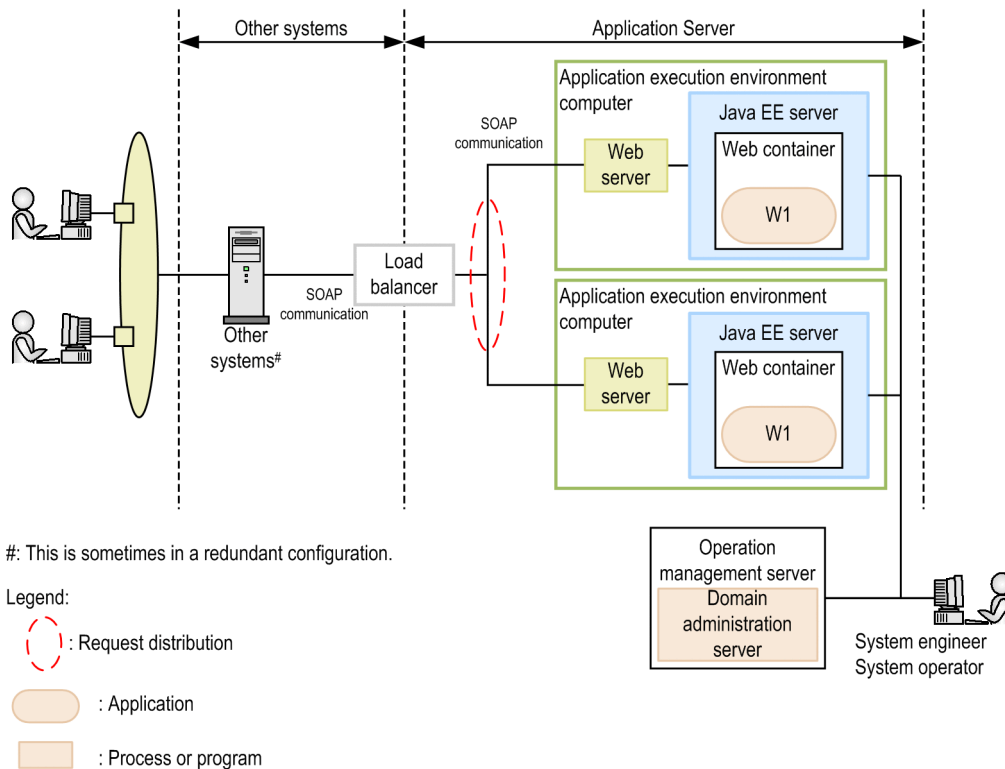 Other systems
Application Server
Application execution environment
computer
Java EE server
SOAP
communication
Web
server
Web container
W1
Load
balancer
SOAP
communication
Other
systems#
Application execution environment
computer
Java EE server
Web
server
Web container
W1
#: This is sometimes in a redundant configuration.
Legend:
: Request distribution
: Application
: Process or program
Operation
management server
Domain
administration
server
System engineer
System operator